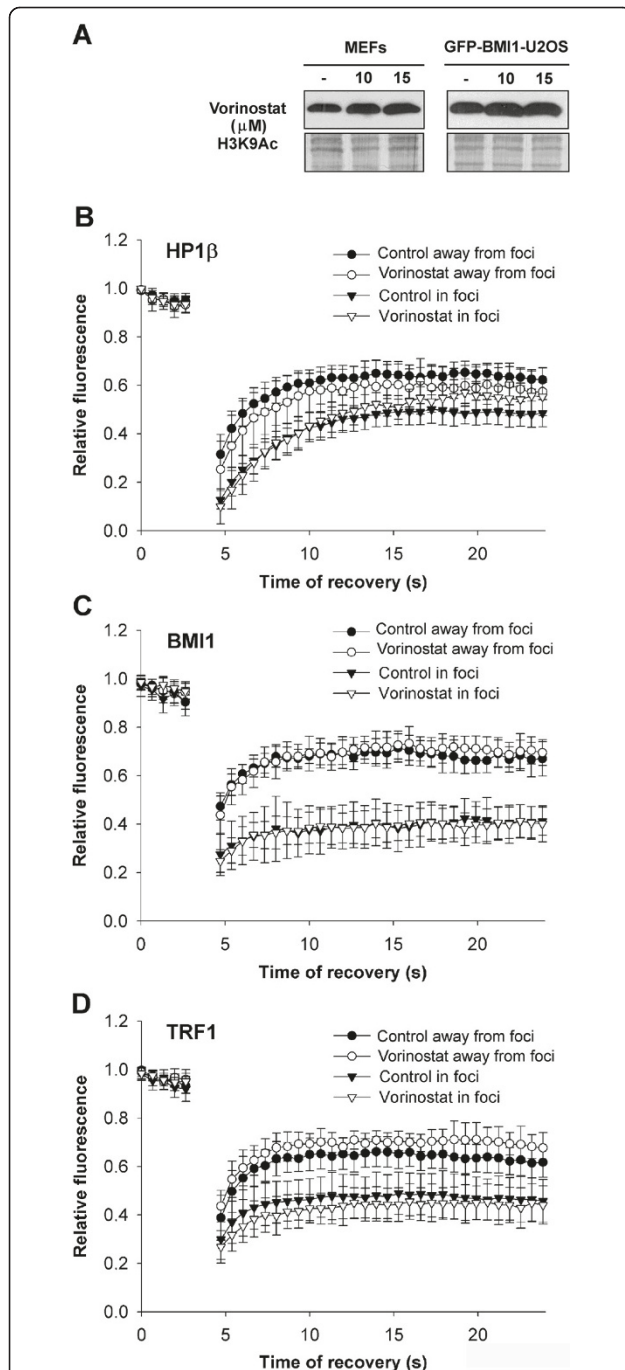 A
MEFs GFP-BMI1-U2OS
- 10 15 - 10 15
Vorinostat
(μM)
H3K9Ac
B
HP1β
Control away from foci
Vorinostat away from foci
Control in foci
Vorinostat in foci
1.2
1.0
0.8
0.6
0.4
0.2
0.0
Relative fluorescence
0 5 10 15 20
Time of recovery (s)
C
BMI1
Control away from foci
Vorinostat away from foci
Control in foci
Vorinostat in foci
1.2
1.0
0.8
0.6
0.4
0.2
0.0
Relative fluorescence
0 5 10 15 20
Time of recovery (s)
D
TRF1
Control away from foci
Vorinostat away from foci
Control in foci
Vorinostat in foci
1.2
1.0
0.8
0.6
0.4
0.2
0.0
Relative fluorescence
0 5 10 15 20
Time of recovery (s)